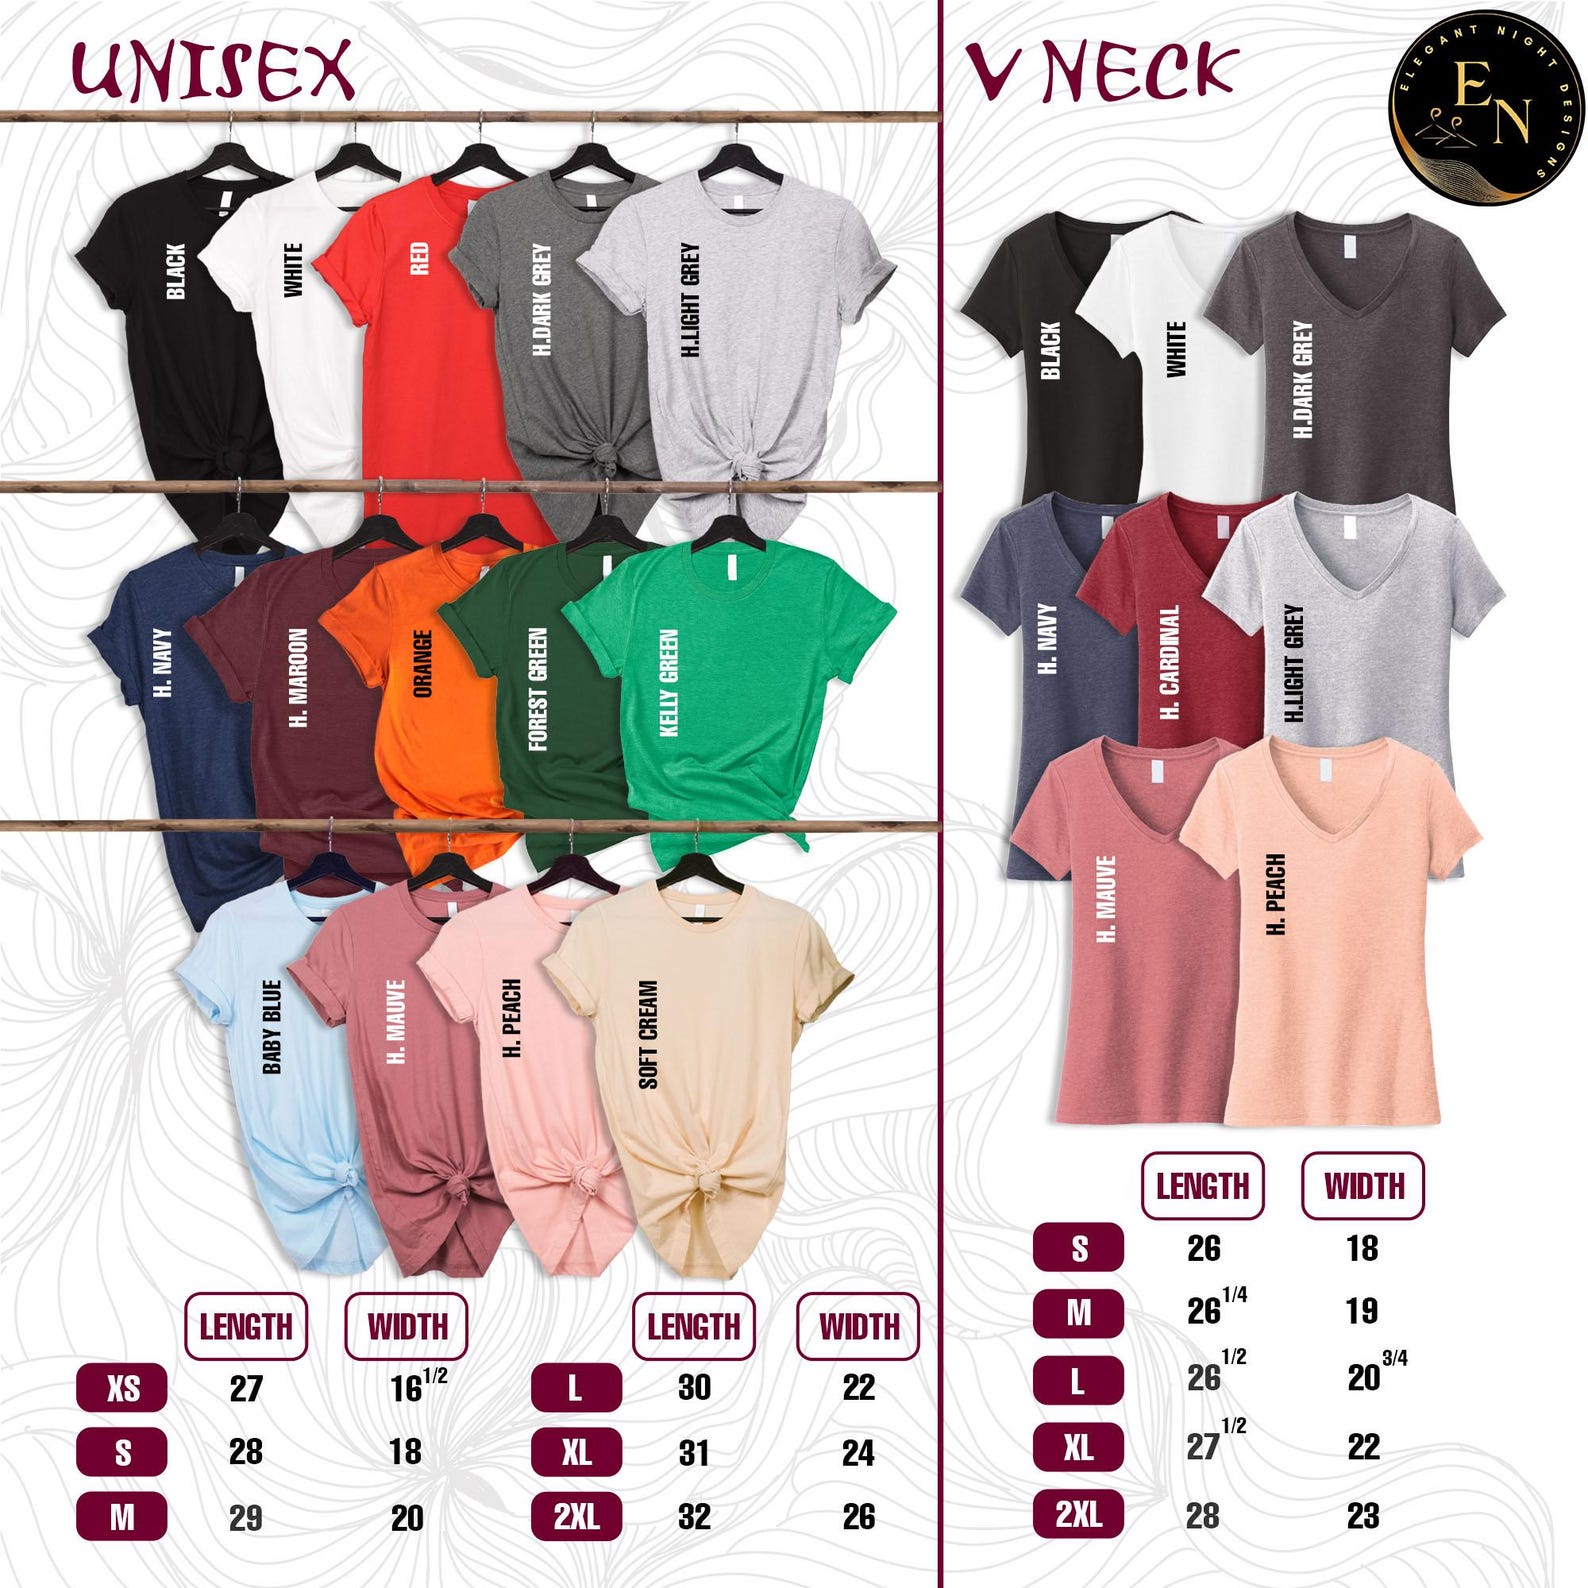 UNISEX
BLACK
WHITE
RED
H.DARK GREY
H.LIGHT GREY
H. NAVY
H. MAROON
ORANGE
FOREST GREEN
KELLY GREEN
BABY BLUE
H. MAUVE
H. PEACH
SOFT CREAM
LENGTH WIDTH LENGTH WIDTH
XS 27 16 1/2 L 30 22
S 28 18 XL 31 24
M 29 20 2XL 32 26
V NECK
ELEGANT NIGHT DESIGNS
EN
BLACK
WHITE
H.DARK GREY
H. NAVY
H. CARDINAL
H.LIGHT GREY
H. MAUVE
H. PEACH
LENGTH WIDTH
S 26 18
M 26 1/4 19
L 26 1/2 20 3/4
XL 27 1/2 22
2XL 28 23